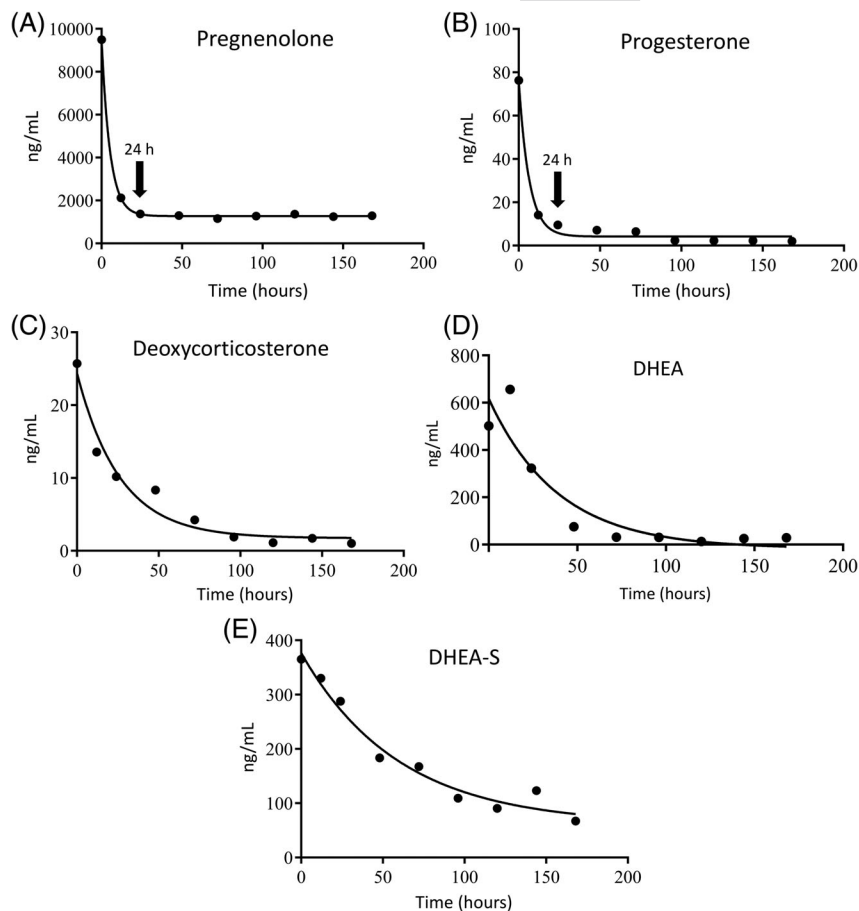 (A)
Pregnenolone
10000
8000
6000
4000
2000
0
ng/mL
24 h
0 50 100 150 200
Time (hours)
(B)
Progesterone
100
80
60
40
20
0
ng/mL
24 h
0 50 100 150 200
Time (hours)
(C)
Deoxycorticosterone
30
20
10
0
ng/mL
0 50 100 150 200
Time (hours)
(D)
DHEA
800
600
400
200
0
ng/mL
50 100 150 200
Time (hours)
(E)
DHEA-S
400
300
200
100
0
ng/mL
0 50 100 150 200
Time (hours)